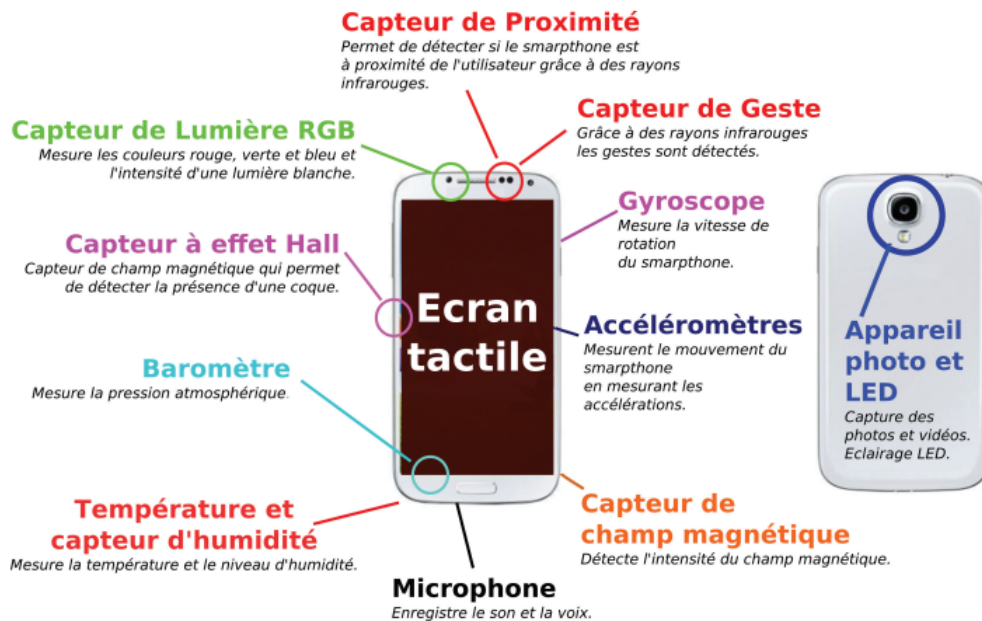 Capteur de Proximité
Permet de détecter si le smarpthone est
à proximité de l'utilisateur grâce à des rayons
infrarouges.
Capteur de Geste
Grâce à des rayons infrarouges
les gestes sont détectés.
Capteur de Lumière RGB
Mesure les couleurs rouge, verte et bleu et
l'intensité d'une lumière blanche.
Gyroscope
Mesure la vitesse de
rotation
du smarpthone.
Capteur à effet Hall
Capteur de champ magnétique qui permet
de détecter la présence d'une coque.
Ecran
tactile
Accéléromètres
Mesurent le mouvement du
smarpthone
en mesurant les
accélérations.
Appareil
photo et
LED
Capture des
photos et vidéos.
Eclairage LED.
Baromètre
Mesure la pression atmosphérique.
Température et
capteur d'humidité
Mesure la température et le niveau d'humidité.
Capteur de
champ magnétique
Détecte l'intensité du champ magnétique.
Microphone
Enregistre le son et la voix.